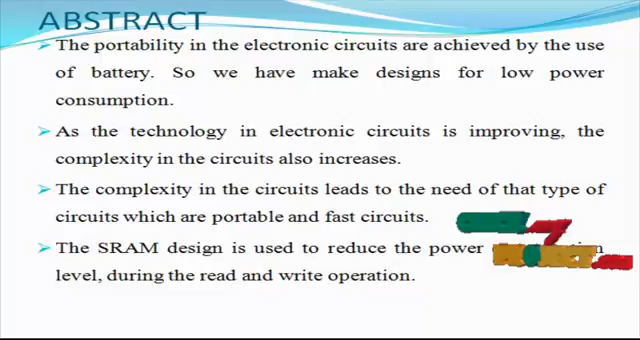 ABSTRACT
The portability in the electronic circuits are achieved by the use
of battery. So we have make designs for low power
consumption.
As the technology in electronic circuits is improving, the
complexity in the circuits also increases.
The complexity in the circuits leads to the need of that type of
circuits which are portable and fast circuits.
The SRAM design is used to reduce the power
level, during the read and write operation.